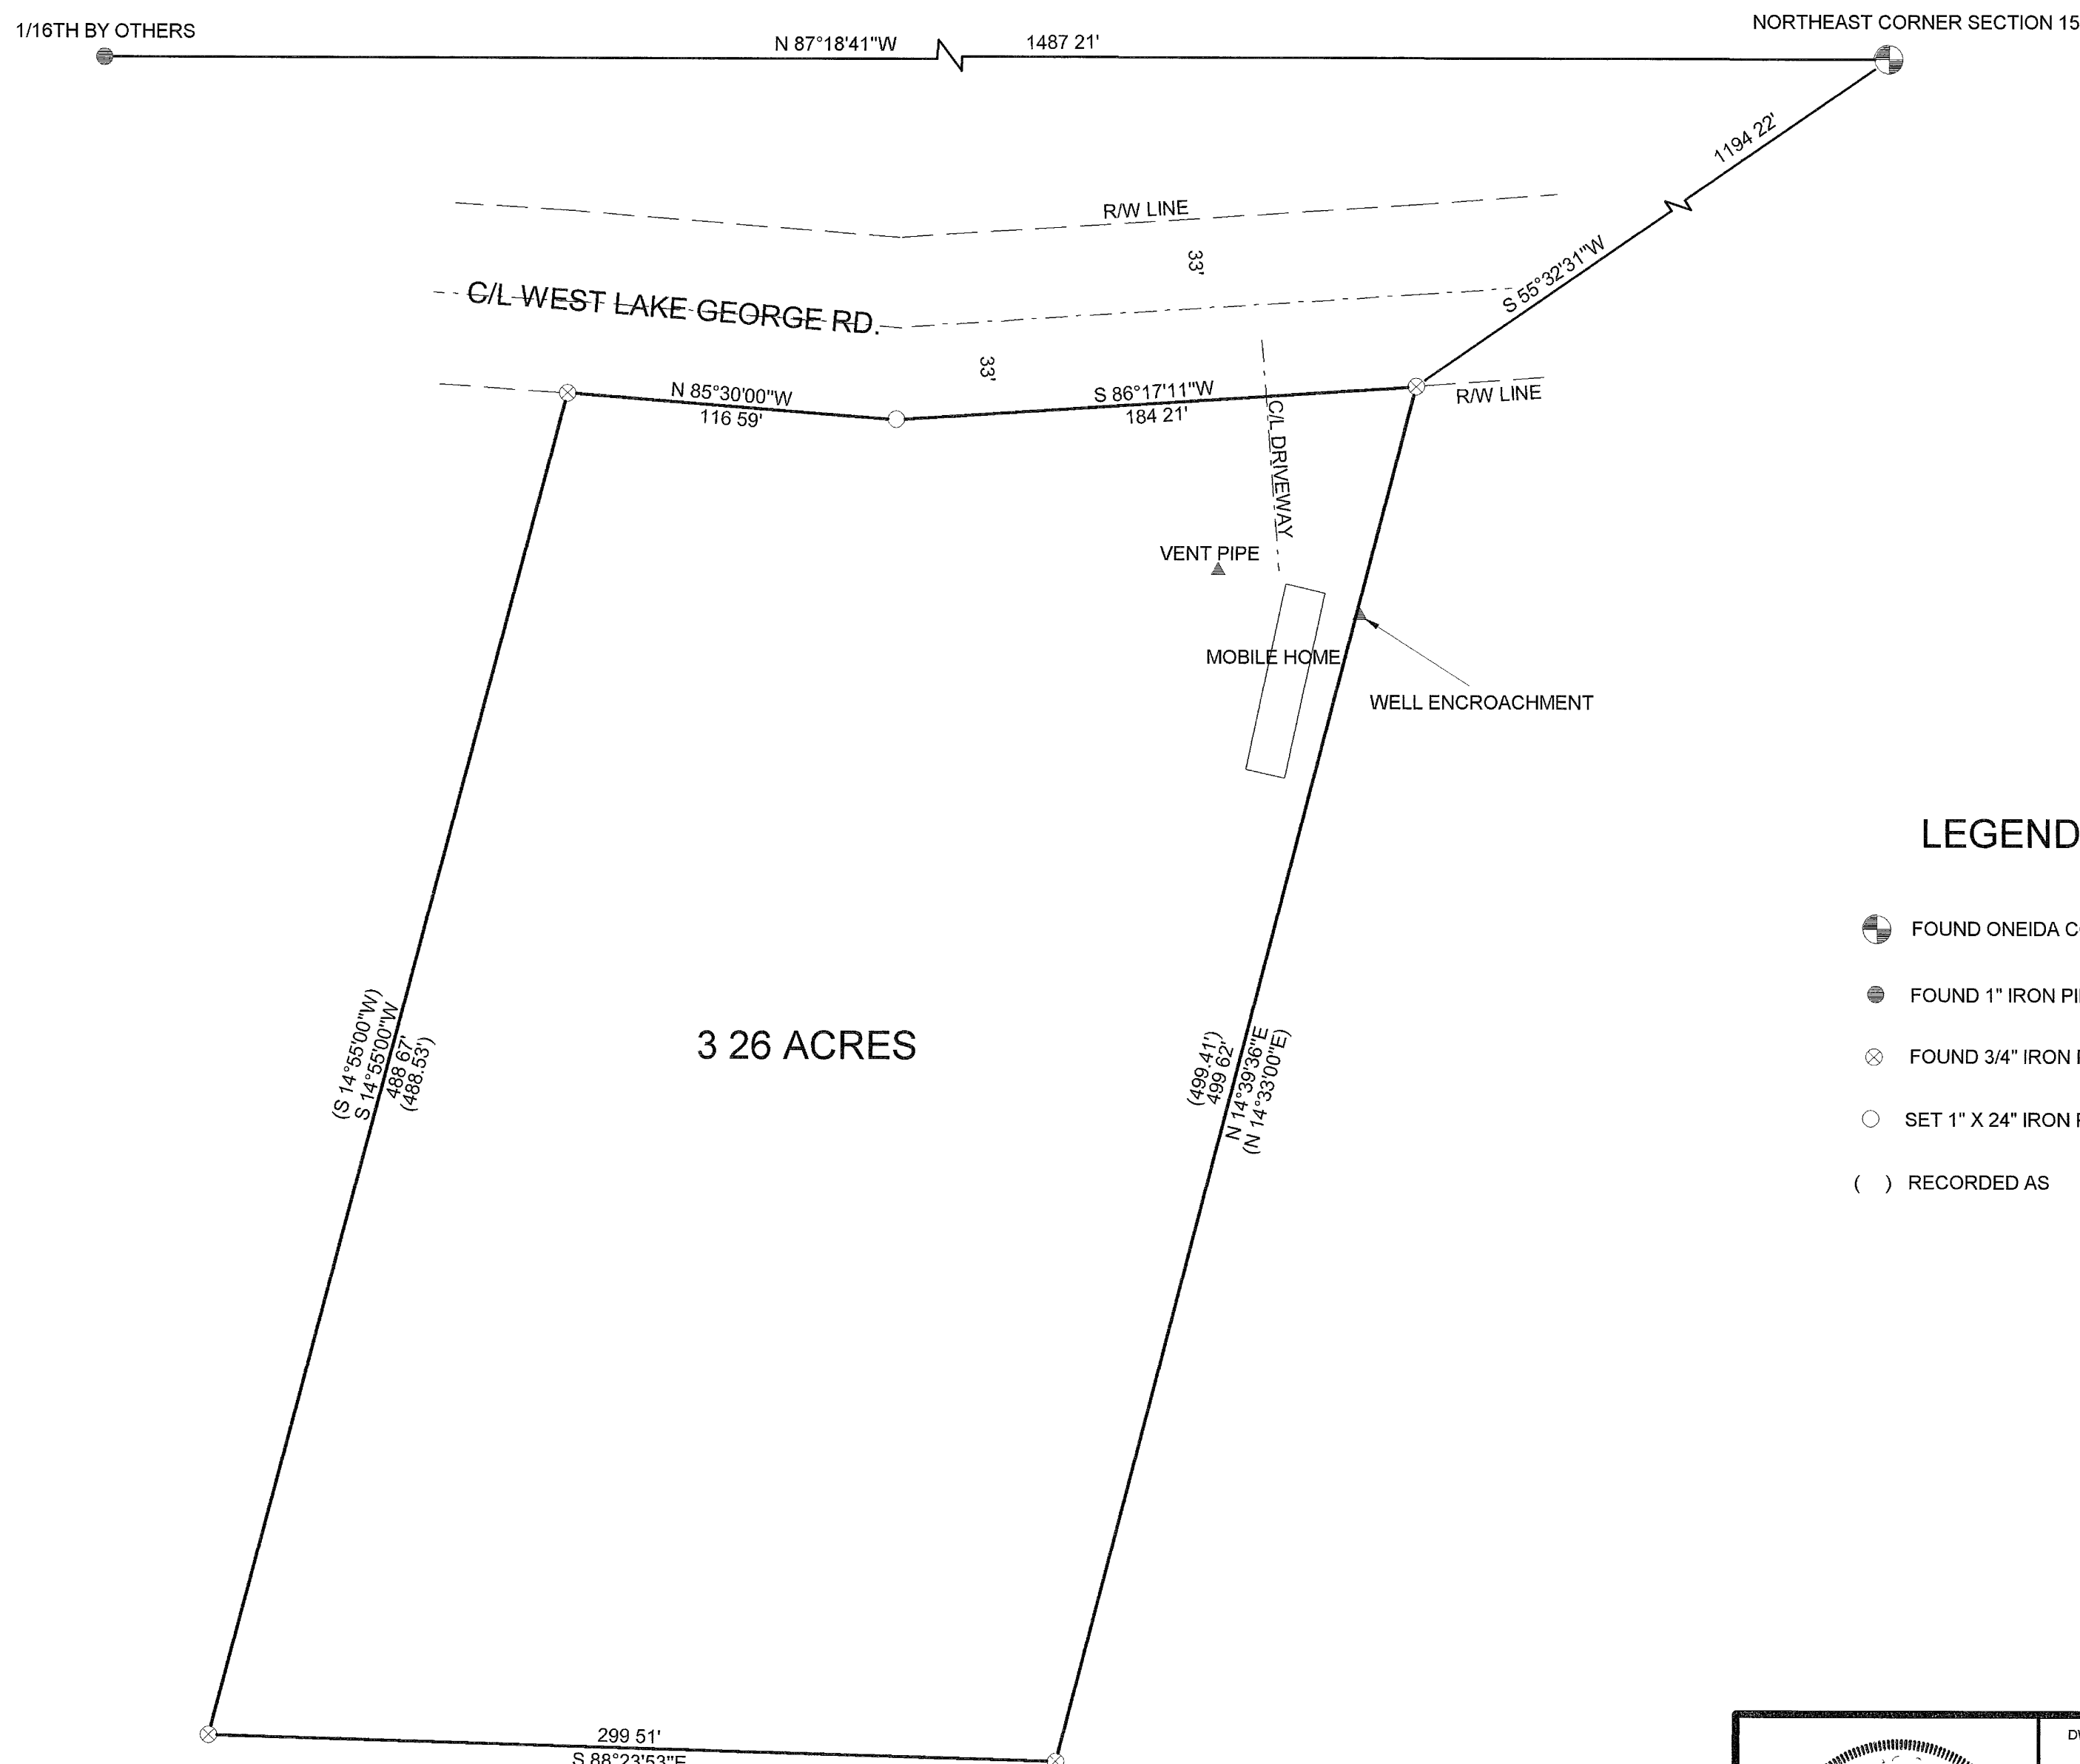 1/16TH BY OTHERS
NORTHEAST CORNER SECTION 15
N 87°18'41"W
1487 21'
1194 22'
S 55°32'31"W
R/W LINE
33'
C/L WEST LAKE GEORGE RD.
33'
N 85°30'00"W
116 59'
S 86°17'11"W
184 21'
R/W LINE
C/L DRIVEWAY
VENT PIPE
MOBILE HOME
WELL ENCROACHMENT
LEGEND
FOUND ONEIDA
FOUND 1" IRON
FOUND 3/4" IRON
SET 1" X 24" IRON
( ) RECORDED AS
(S 14°55'00"W)
S 14°55'00"W
488 67'
(488.53')
3 26 ACRES
(499.41')
499 62'
N 14°39'36"E
(N 14°33'00"E)
299 51'
S 88°23'53"E